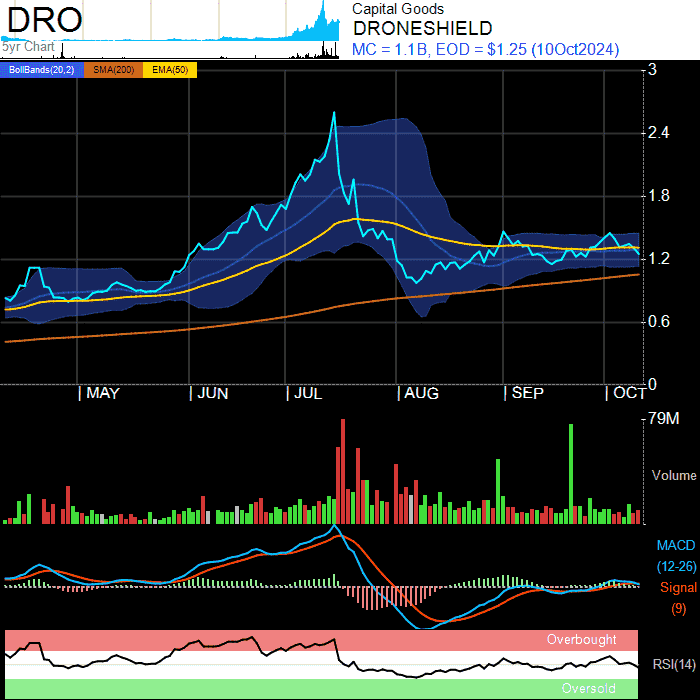 DRO
Capital Goods
DRONESHIELD
MC = 1.1B, EOD = $1.25 (10Oct2024)
5yr Chart
BollBands(20,2) SMA(200) EMA(50)
3
2.4
1.8
1.2
0.6
0
| MAY | JUN | JUL | AUG | SEP | OCT
79M
Volume
MACD
(12-26)
Signal
(9)
Overbought
RSI(14)
Oversold